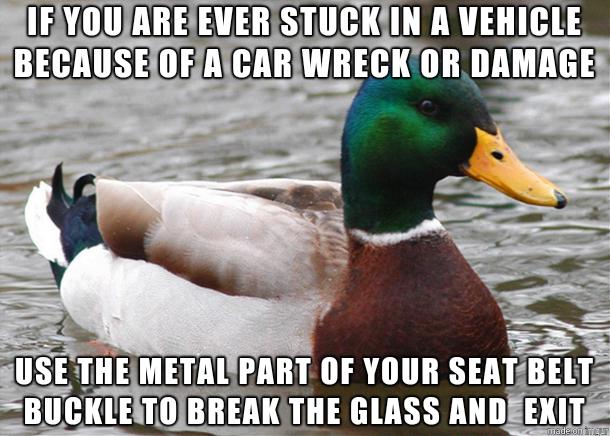 IF YOU ARE EVER STUCK IN A VEHICLE
BECAUSE OF A CAR WRECK OR DAMAGE
USE THE METAL PART OF YOUR SEAT BELT
BUCKLE TO BREAK THE GLASS AND EXIT
made on imgur